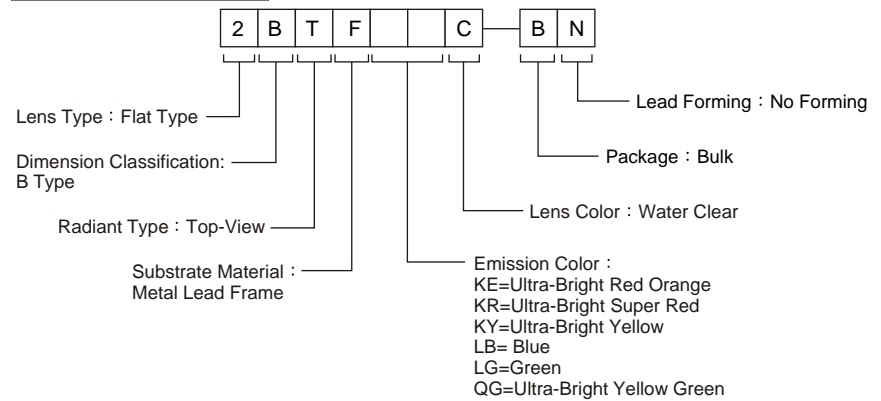 2 B T F C B N
Lead Forming：No Forming
Lens Type：Flat Type
Dimension Classification:
B Type
Package：Bulk
Lens Color：Water Clear
Radiant Type：Top-View
Substrate Material：
Metal Lead Frame
Emission Color：
KE=Ultra-Bright Red Orange
KR=Ultra-Bright Super Red
KY=Ultra-Bright Yellow
LB= Blue
LG=Green
QG=Ultra-Bright Yellow Green